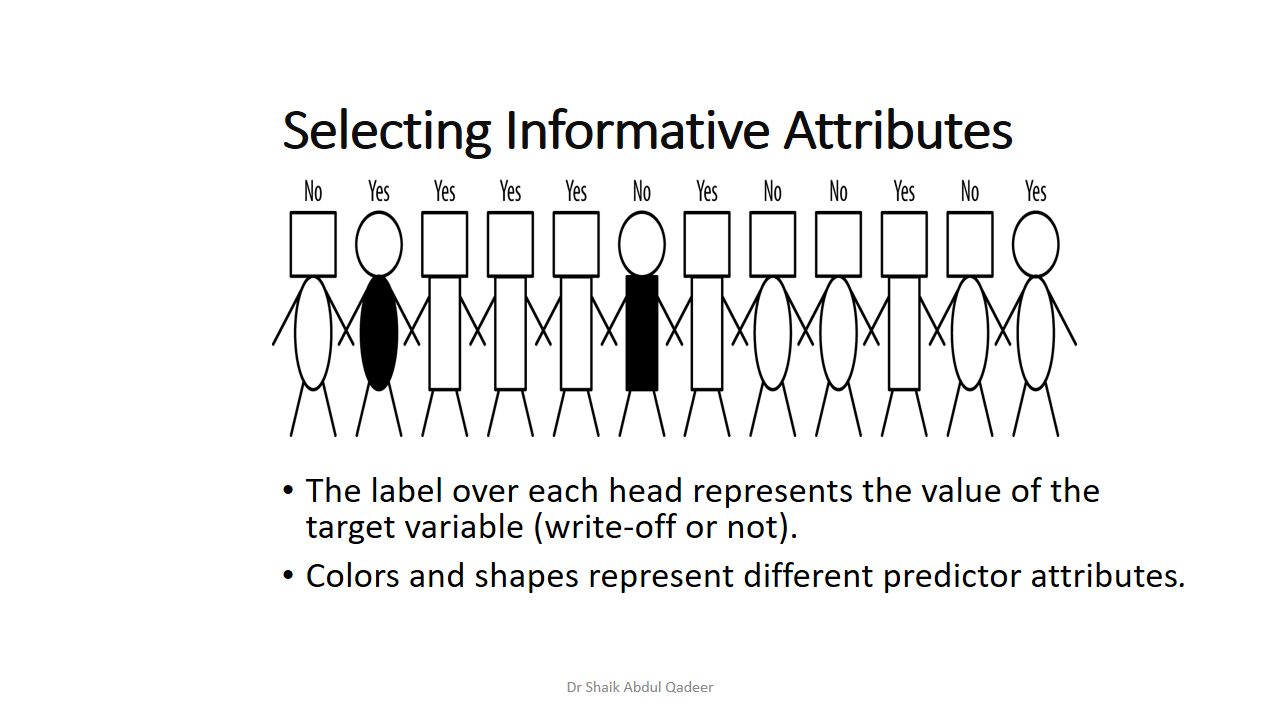 Selecting Informative Attributes
No Yes Yes Yes Yes No Yes No No Yes No Yes
• The label over each head represents the value of the
target variable (write-off or not).
• Colors and shapes represent different predictor attributes.
Dr Shaik Abdul Qadeer